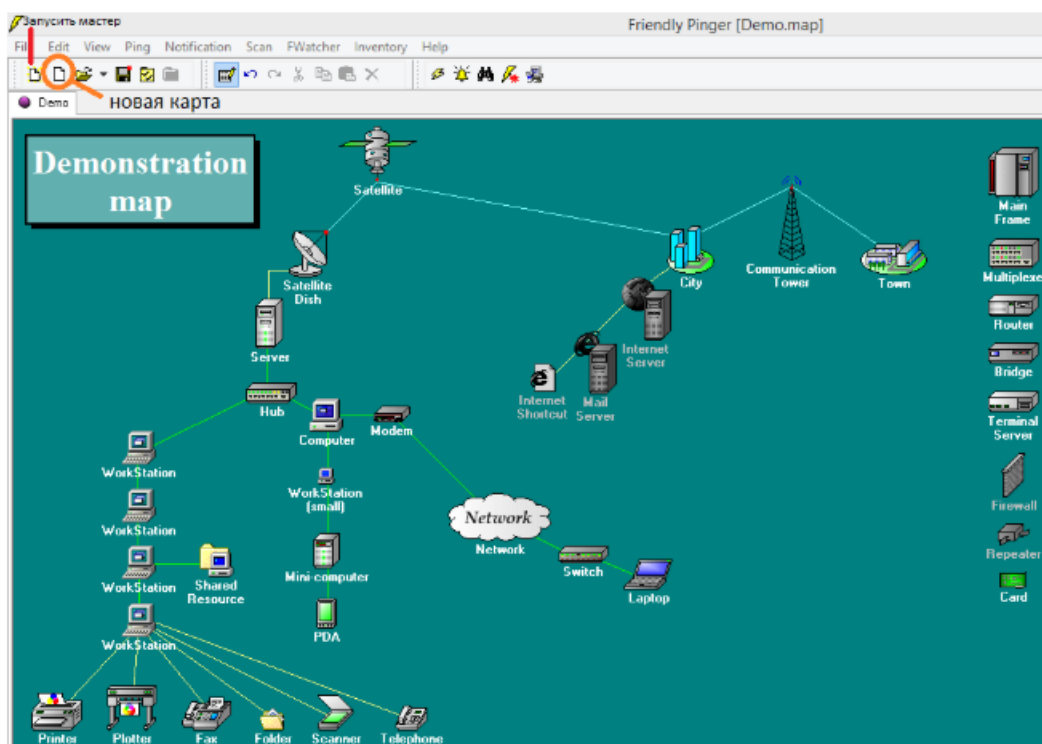 Запусить мастер
Friendly Pinger [Demo.map]
Fil Edit View Ping Notification Scan FWatcher Inventory Help
Demo
новая карта
Demonstration
map
Satellite
Satellite
Dish
City
Communication
Tower
Town
Main
Frame
Multiplexe
Router
Bridge
Terminal
Server
Firewall
Repeater
Card
Server
Internet
Server
Internet
Shortcut
Mail
Server
Hub
Computer
Modem
WorkStation
WorkStation
(small)
WorkStation
Network
Network
Switch
Laptop
WorkStation
Shared
Resource
Mini-computer
PDA
WorkStation
Printer
Plotter
Fax
Folder
Scanner
Telephone